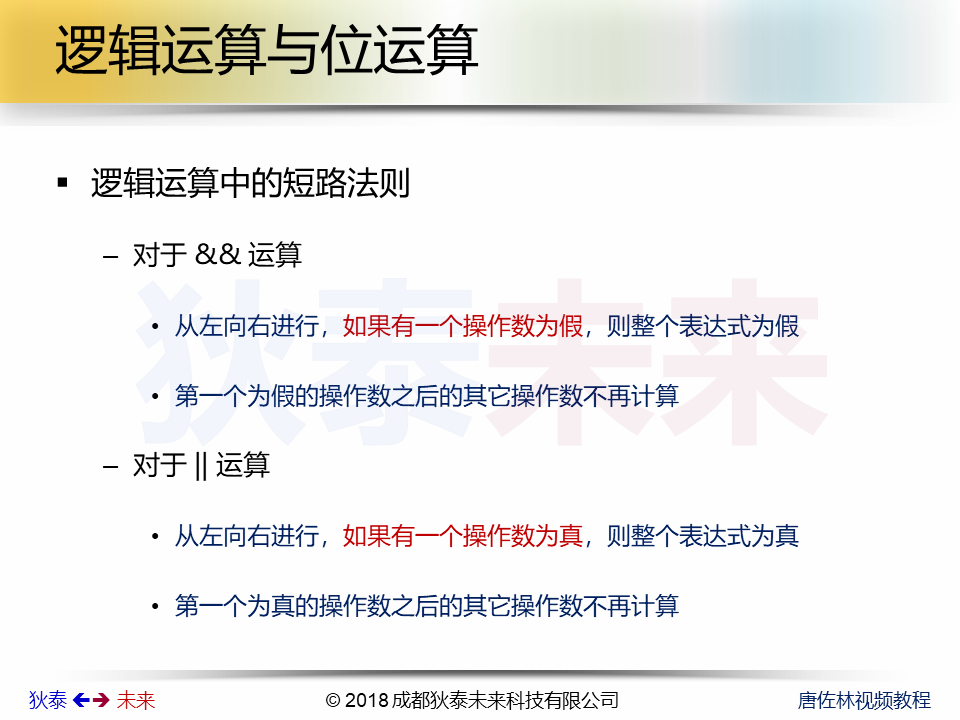 逻辑运算与位运算
▪ 逻辑运算中的短路法则
– 对于 && 运算
• 从左向右进行，如果有一个操作数为假，则整个表达式为假
• 第一个为假的操作数之后的其它操作数不再计算
– 对于 || 运算
• 从左向右进行，如果有一个操作数为真，则整个表达式为真
• 第一个为真的操作数之后的其它操作数不再计算
狄泰未来
狄泰 未来
© 2018 成都狄泰未来科技有限公司
唐佐林视频教程